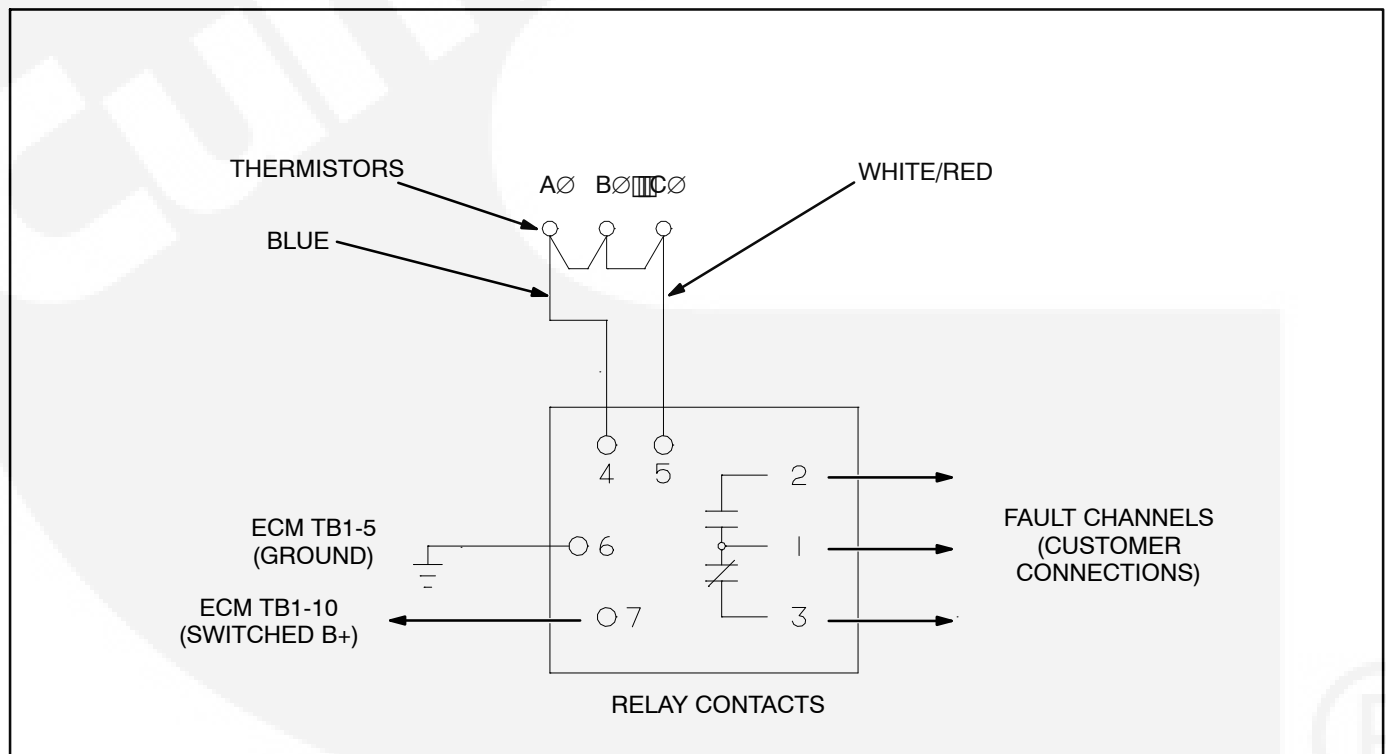 THERMISTORS
AØ BØ CØ
WHITE/RED
BLUE
4 5
2
ECM TB1-5
(GROUND)
6
1
FAULT CHANNELS
(CUSTOMER
CONNECTIONS)
ECM TB1-10
(SWITCHED B+)
7
3
RELAY CONTACTS